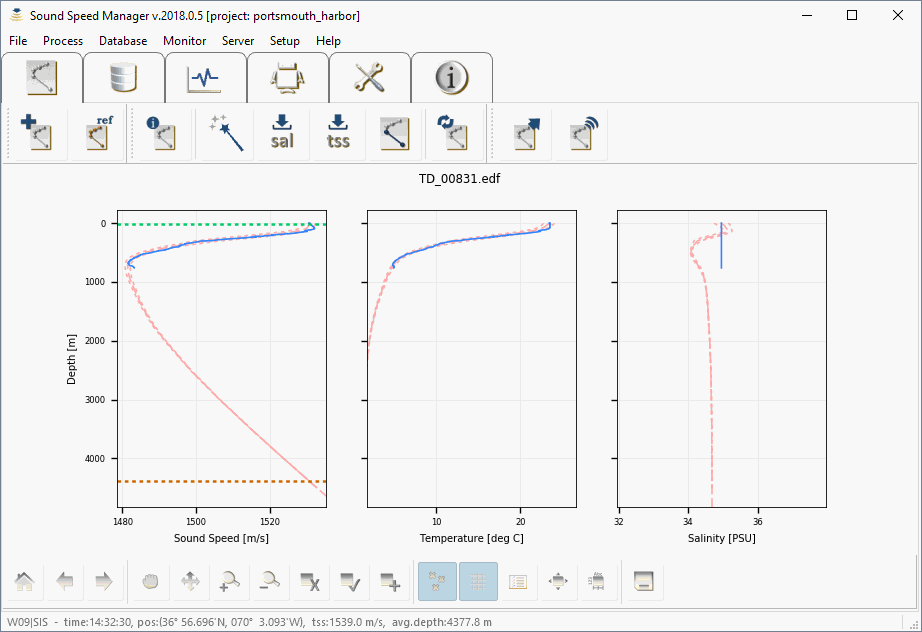 Sound Speed Manager v.2018.0.5 [project: portsmouth_harbor]
File Process Database Monitor Server Setup Help
ref
sal tss
TD_00831.edf
0
1000
2000
3000
4000
Depth [m]
1480 1500 1520
10 20
32 34 36
Sound Speed [m/s] Temperature [deg C] Salinity [PSU]
W09|SIS - time:14:32:30, pos:(36° 56.696'N, 070° 3.093'W), tss:1539.0 m/s, avg.depth:4377.8 m